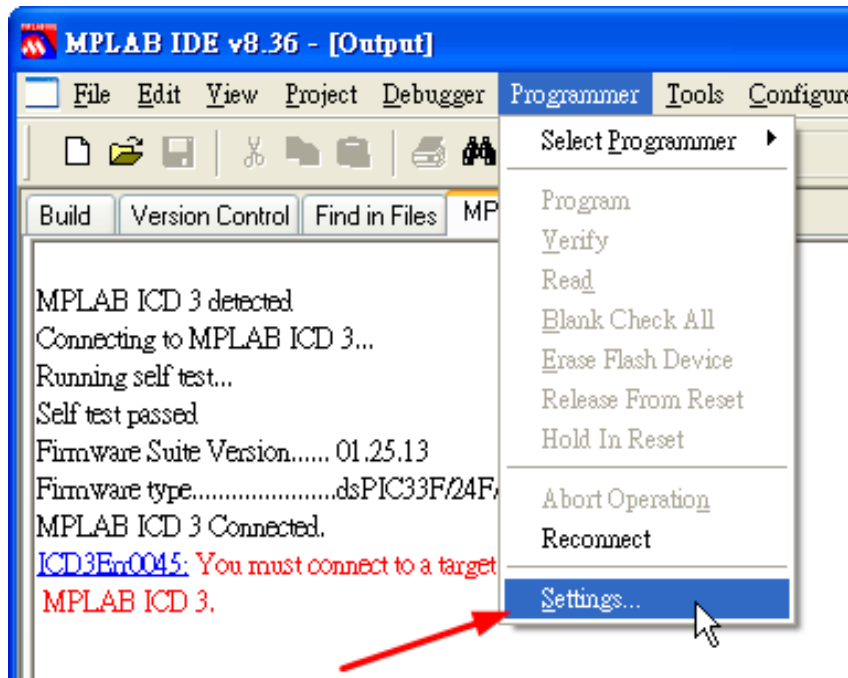 MPLAB IDE v8.36 - [Output]
File Edit View Project Debugger Programmer Tools Configure
Select Programmer
Program
Verify
Read
Blank Check All
Erase Flash Device
Release From Reset
Hold In Reset
Abort Operation
Reconnect
Settings...
Build Version Control Find in Files MP
MPLAB ICD 3 detected
Connecting to MPLAB ICD 3...
Running self test...
Self test passed
Firmware Suite Version...... 01.25.13
Firmware type......................dsPIC33F/24F/
MPLAB ICD 3 Connected.
ICD3Err0045: You must connect to a target
MPLAB ICD 3.